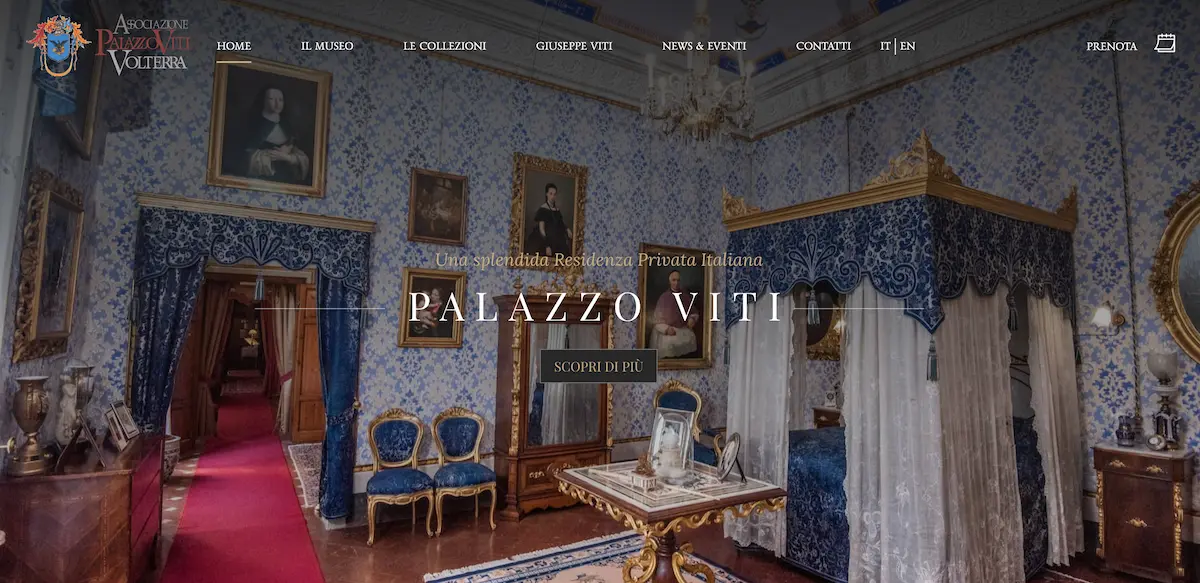 ASSOCIAZIONE
PALAZZO VITI
VOLTERRA
HOME
IL MUSEO
LE COLLEZIONI
GIUSEPPE VITI
NEWS & EVENTI
CONTATTI
IT | EN
PRENOTA
Una splendida Residenza Privata Italiana
PALAZZO VITI
SCOPRI DI PIÙ